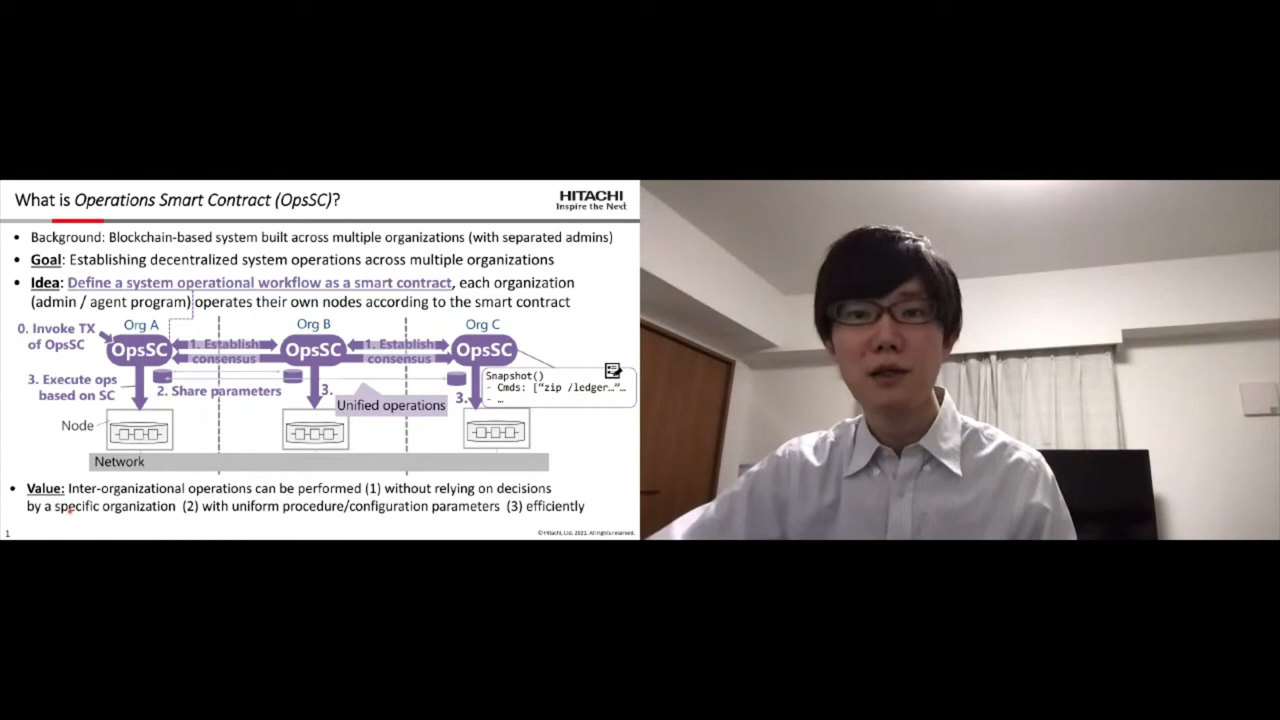 What is Operations Smart Contract (OpsSC)?
HITACHI
Inspire the Next
• Background: Blockchain-based system built across multiple organizations (with separated admins)
• Goal: Establishing decentralized system operations across multiple organizations
• Idea: Define a system operational workflow as a smart contract, each organization
(admin / agent program) operates their own nodes according to the smart contract
Org A
Org B
Org C
0. Invoke TX
of OpsSC
OpsSC
1. Establish
consensus
OpsSC
1. Establish
consensus
OpsSC
Snapshot()
- Cmds: ["zip /ledger…"…
- …
3. Execute ops
based on SC
2. Share parameters
3.
Unified operations
3.
Node
Network
• Value: Inter-organizational operations can be performed (1) without relying on decisions
by a specific organization (2) with uniform procedure/configuration parameters (3) efficiently
1
© Hitachi, Ltd. 2021. All rights reserved.